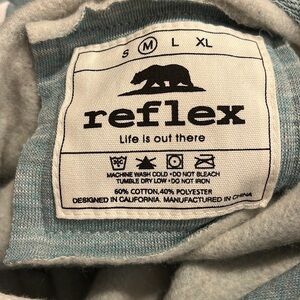 S M L XL
reflex
Life is out there
MACHINE WASH COLD • DO NOT BLEACH
TUMBLE DRY LOW • DO NOT IRON
60% COTTON, 40% POLYESTER
DESIGNED IN CALIFORNIA. MANUFACTURED IN CHINA